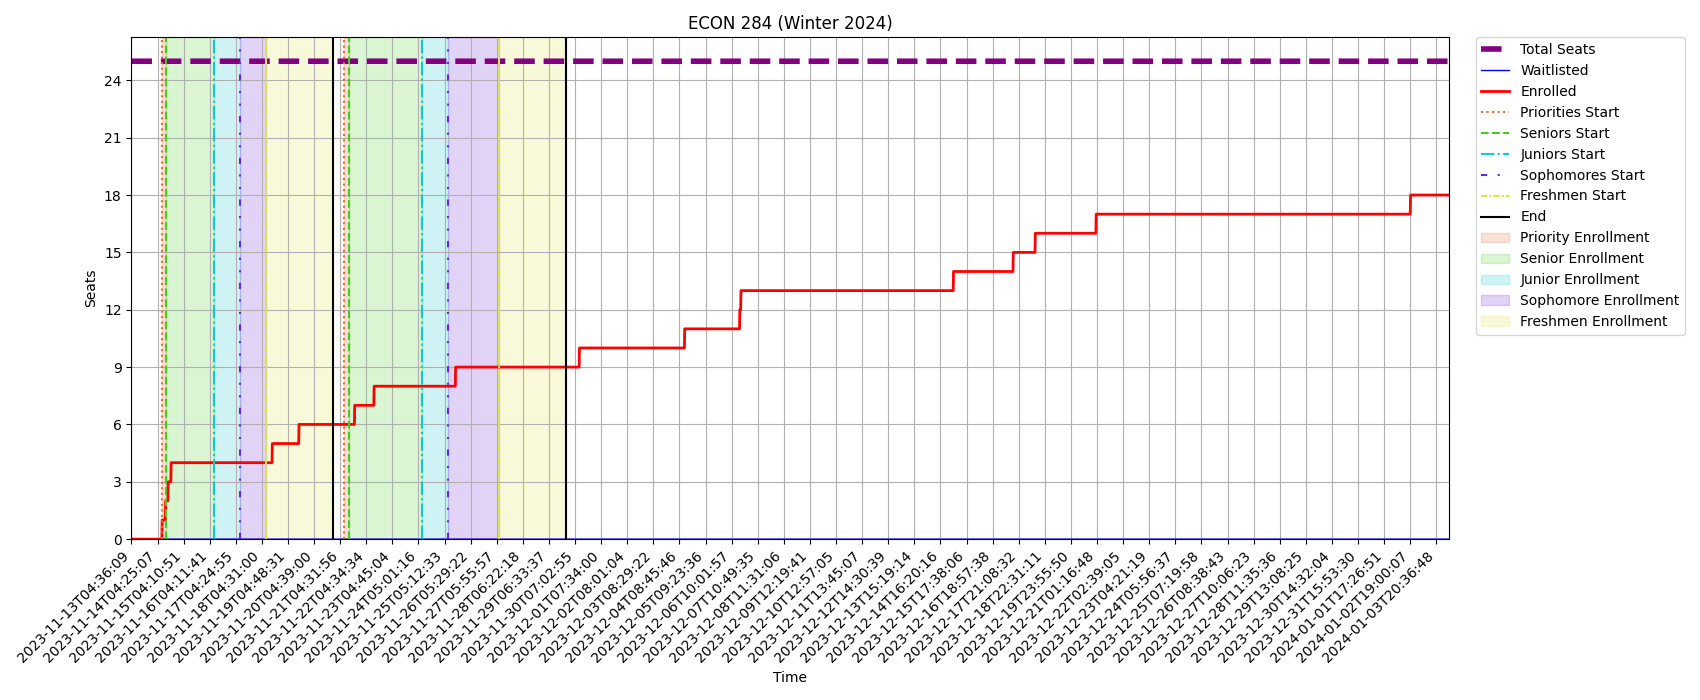 ECON 284 (Winter 2024)
Total Seats
Waitlisted
Enrolled
Priorities Start
Seniors Start
Juniors Start
Sophomores Start
Freshmen Start
End
Priority Enrollment
Senior Enrollment
Junior Enrollment
Sophomore Enrollment
Freshmen Enrollment
Seats
24
21
18
15
12
9
6
3
0
2023-11-13T04:36:09
2023-11-14T04:25:07
2023-11-15T04:10:51
2023-11-16T04:11:41
2023-11-17T04:24:55
2023-11-18T04:31:00
2023-11-19T04:48:31
2023-11-20T04:39:00
2023-11-21T04:31:56
2023-11-22T04:34:34
2023-11-23T04:45:04
2023-11-24T05:01:16
2023-11-25T05:12:33
2023-11-26T05:29:22
2023-11-27T05:55:57
2023-11-28T06:22:18
2023-11-29T06:33:37
2023-11-30T07:02:55
2023-12-01T07:34:00
2023-12-02T08:01:04
2023-12-03T08:29:22
2023-12-04T08:45:46
2023-12-05T09:23:36
2023-12-06T10:01:57
2023-12-07T10:49:35
2023-12-08T11:31:06
2023-12-09T12:19:41
2023-12-10T12:57:05
2023-12-11T13:45:07
2023-12-12T14:30:39
2023-12-13T15:19:14
2023-12-14T16:20:16
2023-12-15T17:38:06
2023-12-16T18:57:38
2023-12-17T21:08:32
2023-12-18T22:31:11
2023-12-19T23:55:50
2023-12-21T01:16:48
2023-12-22T02:39:05
2023-12-23T04:21:19
2023-12-24T05:56:37
2023-12-25T07:19:58
2023-12-26T08:38:43
2023-12-27T10:06:23
2023-12-28T11:35:36
2023-12-29T13:08:25
2023-12-30T14:32:04
2023-12-31T15:53:30
2024-01-01T17:26:51
2024-01-02T19:00:07
2024-01-03T20:36:48
Time